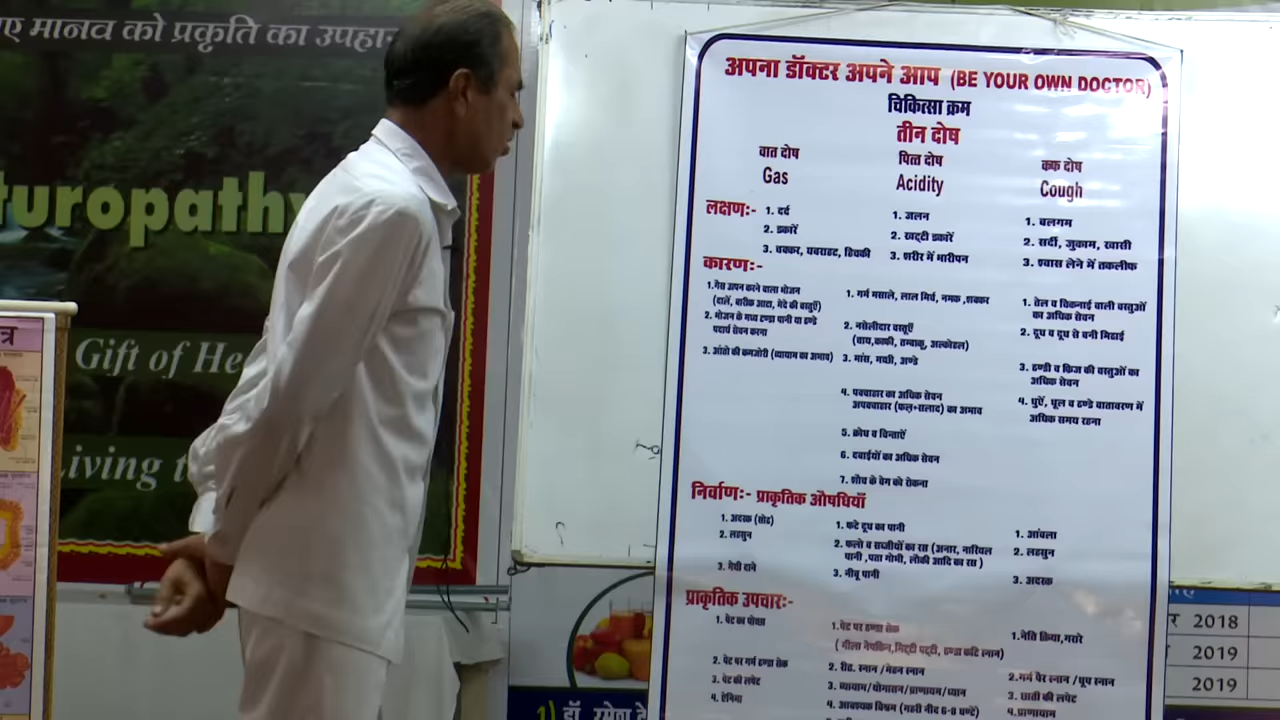 ए मानव को प्रकृति का उपहार
turopathy
Gift of He
Living t
अपना डॉक्टर अपने आप (BE YOUR OWN DOCTOR)
चिकित्सा क्रम
तीन दोष
वात दोष पित्त दोष कफ दोष
Gas Acidity Cough
लक्षणः- 1. दर्द 1. जलन 1. बलगम
2. डकारें 2. खट्टी डकारें 2. सर्दी, जुकाम, खासी
3. चक्कर, घबराहट, हिचकी 3. शरीर में भारीपन 3. श्वास लेने में तकलीफ
कारणः-
1. गैस उत्पन करने वाला भोजन 1. गर्म मसाले, लाल मिर्च, नमक ,शक्कर 1. तेल व चिकनाई वाली वस्तुओं
(दालें, बारीक आटा, मैदे की वस्तुएँ) का अधिक सेवन
2. भोजन के मध्य ठण्डा पानी या ठण्डे 2. नशेलीदार वस्तुएँ 2. दूध व दूध से बनी मिठाई
पदार्थ सेवन करना (चाय,काफी, तम्बाकू, अल्कोहल)
3. आंतो की कमजोरी (व्यायाम का अभाव) 3. मांस, मछी, अण्डे 3. ठण्डी व फ्रिज की वस्तुओं का
अधिक सेवन
4. पक्वाहार का अधिक सेवन 4. धुऐं, धूल व ठण्डे वातावरण में
अपक्वाहार (फल+सलाद) का अभाव अधिक समय रहना
5. क्रोध व चिन्ताऐं
6. दवाईयों का अधिक सेवन
7. शौच के वेग को रोकना
निर्वाणः- प्राकृतिक औषधियाँ
1. अदरक (सोंठ) 1. फटे दूध का पानी 1. आंवला
2. लहसुन 2. फलो व सब्जीयों का रस (अनार, नारियल 2. लहसुन
पानी ,पता गोभी, लौकी आदि का रस )
3. मेथी दाने 3. नींबू पानी 3. अदरक
प्राकृतिक उपचारः-
1. पेट का पोंछा 1.पेट पर ठण्डा सेक 1.नेति क्रिया,गरारे
( गीला नेपकिन,मिट्टी पट्टी, ठण्डा कटि स्नान)
2. पेट पर गर्म ठण्डा सेक 2. रीढ. स्नान /मेहन स्नान 2.गर्म पैर स्नान /धूप स्नान
3. पेट की लपेट 3. व्यायाम/योगासन/प्राणायाम/ध्यान 3. छाती की लपेट
4. ऐनिमा 4. आवश्यक विश्रम (गहरी नींद 6-8 घण्टें) 4.प्राणायाम
त्र
र 2018
2019
2019
1) डॉ. रमेश